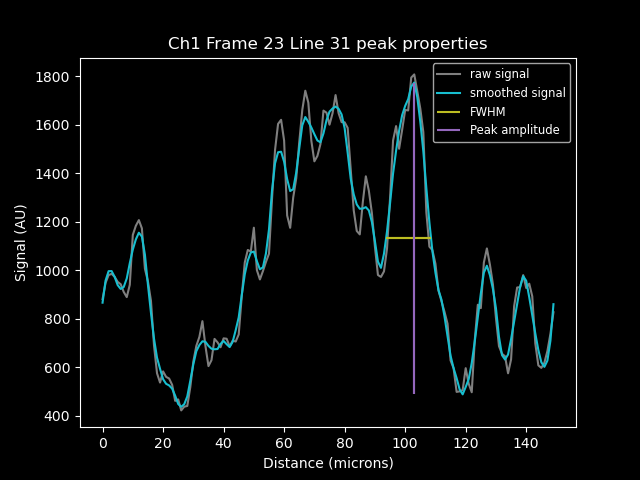 Ch1 Frame 23 Line 31 peak properties
raw signal
smoothed signal
FWHM
Peak amplitude
Signal (AU)
1800
1600
1400
1200
1000
800
600
400
0 20 40 60 80 100 120 140
Distance (microns)